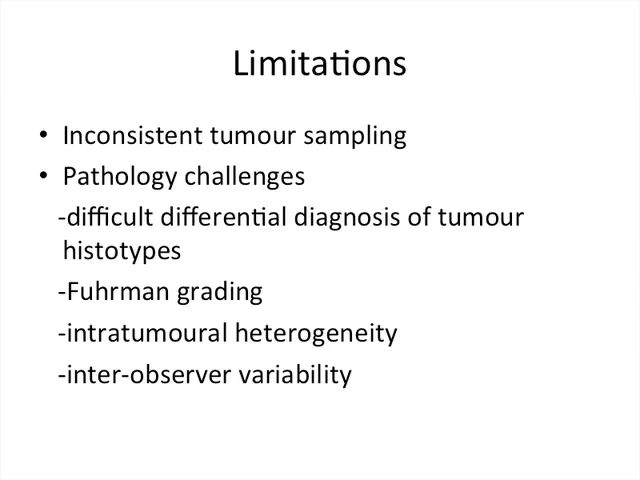 Limitations
• Inconsistent tumour sampling
• Pathology challenges
-difficult differential diagnosis of tumour
histotypes
-Fuhrman grading
-intratumoural heterogeneity
-inter-observer variability